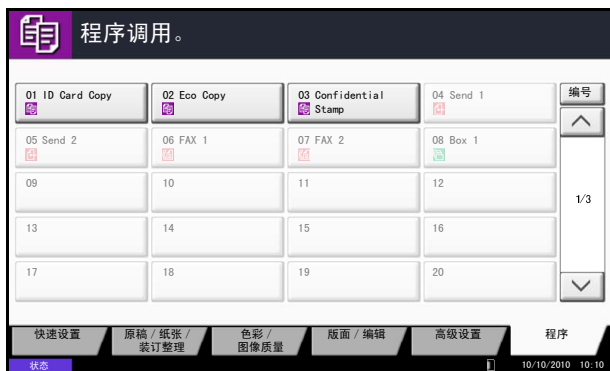 程序调用。
01 ID Card Copy
02 Eco Copy
03 Confidential
Stamp
04 Send 1
编号
05 Send 2
06 FAX 1
07 FAX 2
08 Box 1
09
10
11
12
1/3
13
14
15
16
17
18
19
20
快速设置
原稿 / 纸张 /
装订整理
色彩 /
图像质量
版面 / 编辑
高级设置
程序
状态
10/10/2010 10:10